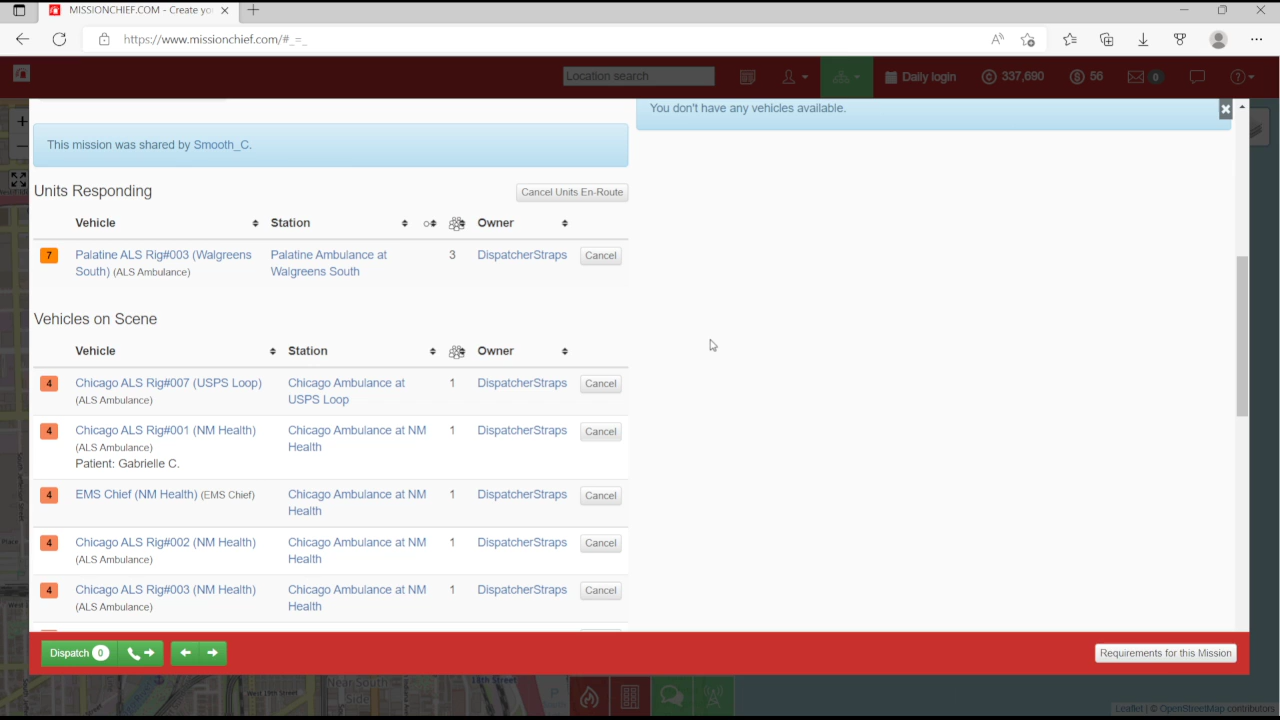 MISSIONCHIEF.COM - Create yo
https://www.missionchief.com/#_=_
Location search
Daily login
337,690
56
0
You don't have any vehicles available.
This mission was shared by Smooth_C.
Units Responding
Cancel Units En-Route
Vehicle Station Owner
7 Palatine ALS Rig#003 (Walgreens Palatine Ambulance at 3 DispatcherStraps Cancel
South) (ALS Ambulance) Walgreens South
Vehicles on Scene
Vehicle Station Owner
4 Chicago ALS Rig#007 (USPS Loop) Chicago Ambulance at 1 DispatcherStraps Cancel
(ALS Ambulance) USPS Loop
4 Chicago ALS Rig#001 (NM Health) Chicago Ambulance at NM 1 DispatcherStraps Cancel
(ALS Ambulance) Health
Patient: Gabrielle C.
4 EMS Chief (NM Health) (EMS Chief) Chicago Ambulance at NM 1 DispatcherStraps Cancel
Health
4 Chicago ALS Rig#002 (NM Health) Chicago Ambulance at NM 1 DispatcherStraps Cancel
(ALS Ambulance) Health
4 Chicago ALS Rig#003 (NM Health) Chicago Ambulance at NM 1 DispatcherStraps Cancel
(ALS Ambulance) Health
Dispatch 0
Requirements for this Mission
Near South
West 19th Street
18th Street
Leaflet | © OpenStreetMap contributors